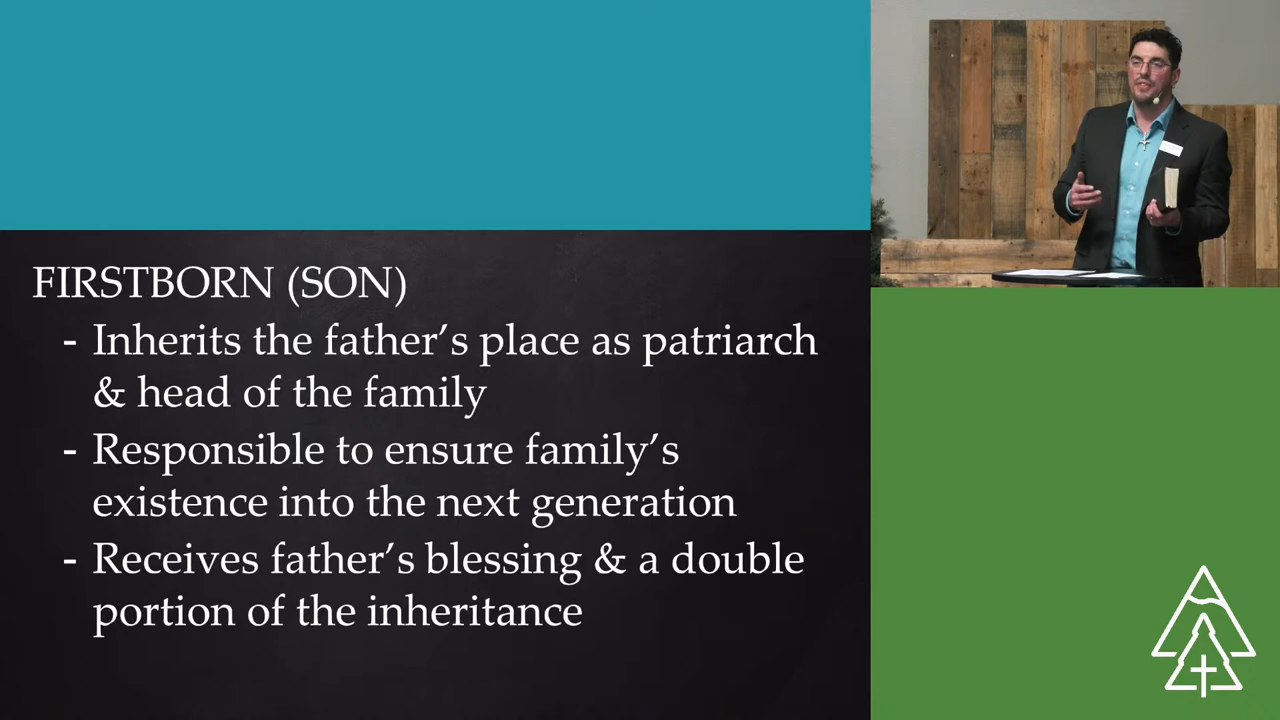 FIRSTBORN (SON)
- Inherits the father’s place as patriarch
& head of the family
- Responsible to ensure family’s
existence into the next generation
- Receives father’s blessing & a double
portion of the inheritance